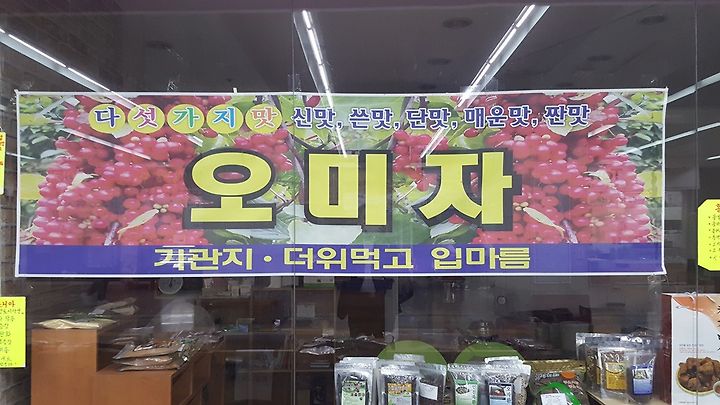 다섯가지맛 신맛, 쓴맛, 단맛, 매운맛, 짠맛
오미자
기관지·더위먹고 입마름